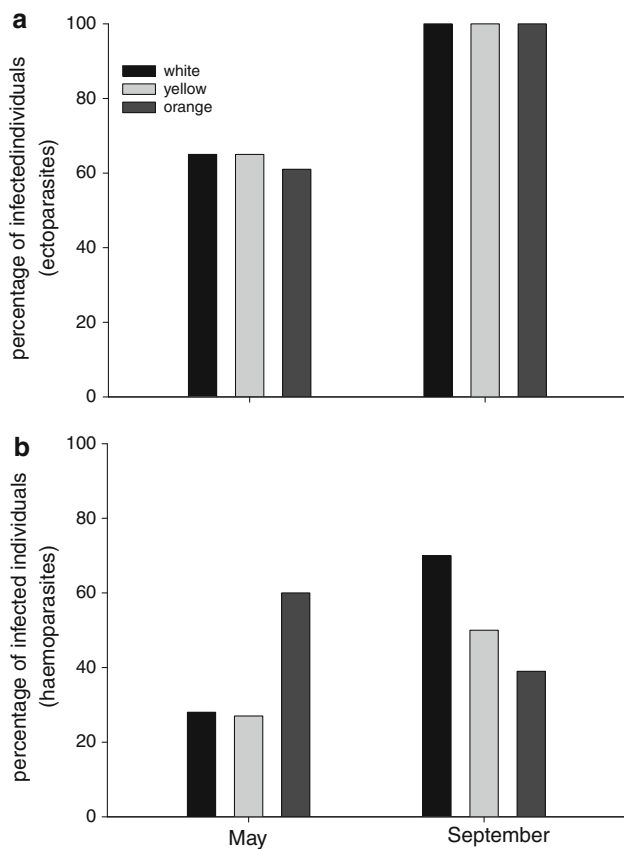 a
percentage of infectedindividuals
(ectoparasites)
100
80
60
40
20
0
white
yellow
orange
b
percentage of infected individuals
(haemoparasites)
100
80
60
40
20
0
May September